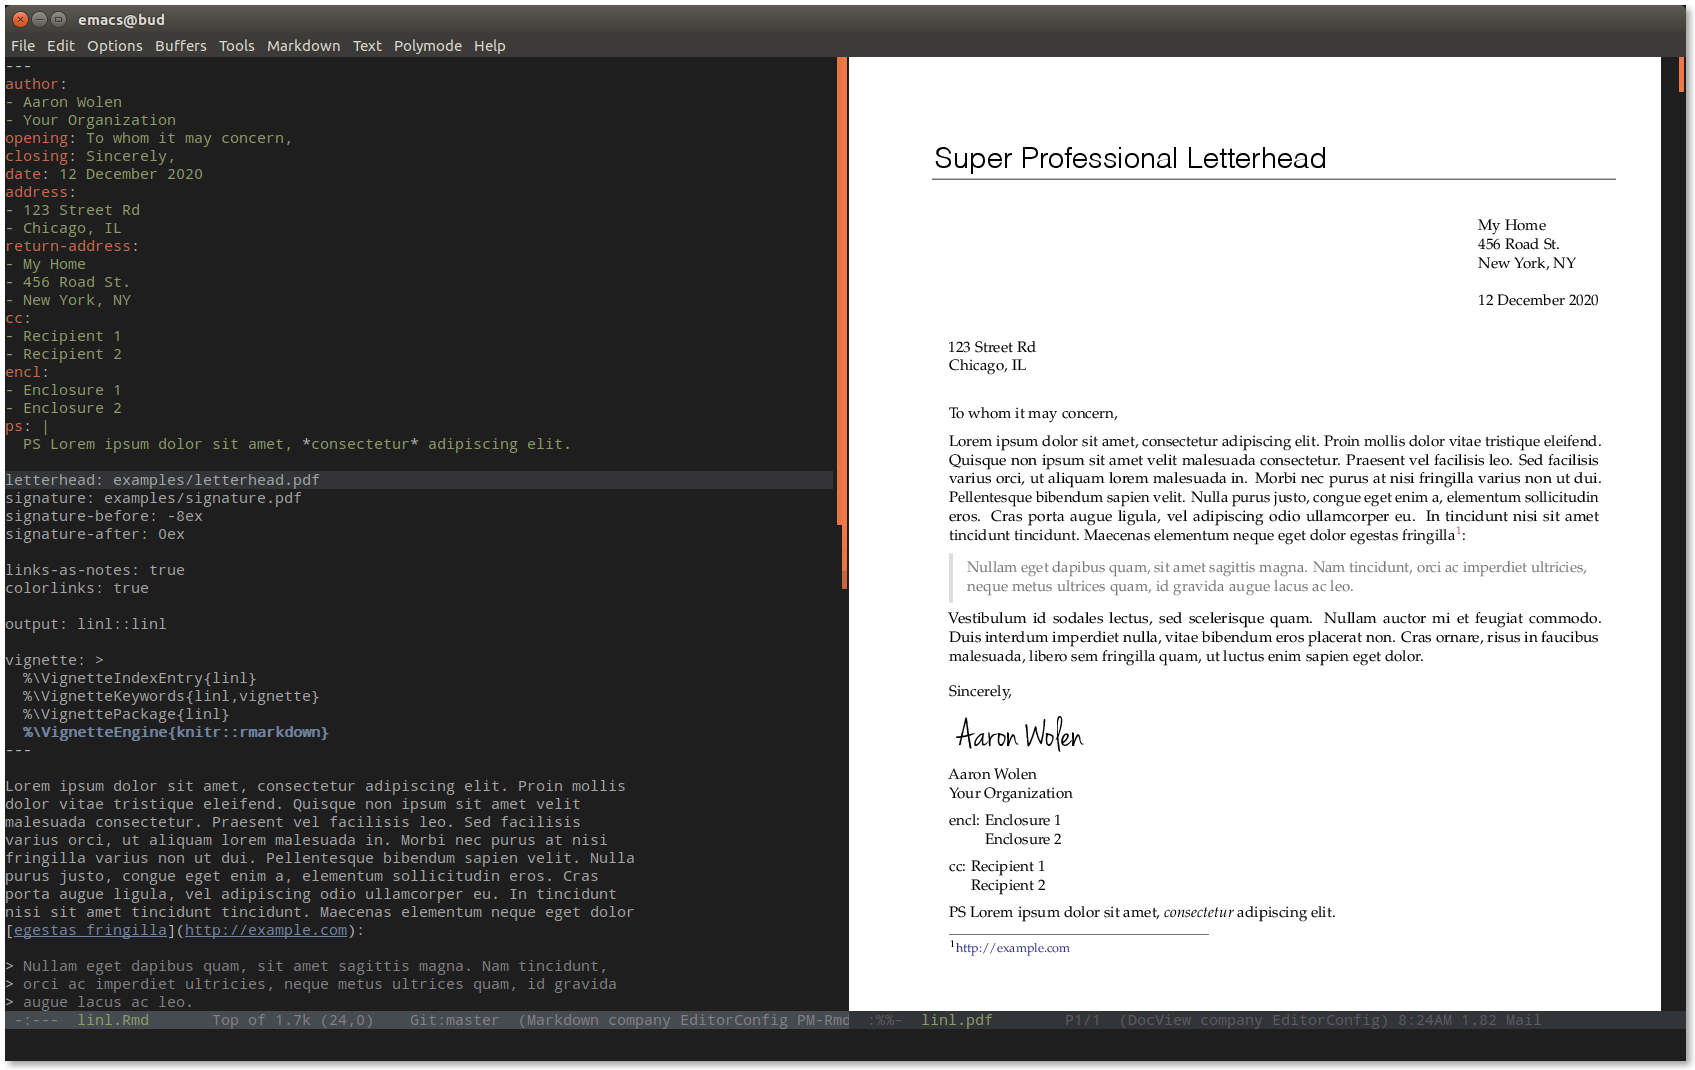 emacs@bud
File Edit Options Buffers Tools Markdown Text Polymode Help
---
author:
- Aaron Wolen
- Your Organization
opening: To whom it may concern,
closing: Sincerely,
date: 12 December 2020
address:
- 123 Street Rd
- Chicago, IL
return-address:
- My Home
- 456 Road St.
- New York, NY
cc:
- Recipient 1
- Recipient 2
encl:
- Enclosure 1
- Enclosure 2
ps: |
PS Lorem ipsum dolor sit amet, *consectetur* adipiscing elit.
letterhead: examples/letterhead.pdf
signature: examples/signature.pdf
signature-before: -8ex
signature-after: 0ex
links-as-notes: true
colorlinks: true
output: linl::linl
vignette: >
%\VignetteIndexEntry{linl}
%\VignetteKeywords{linl,vignette}
%\VignettePackage{linl}
%\VignetteEngine{knitr::rmarkdown}
---
Lorem ipsum dolor sit amet, consectetur adipiscing elit. Proin mollis
dolor vitae tristique eleifend. Quisque non ipsum sit amet velit
malesuada consectetur. Praesent vel facilisis leo. Sed facilisis
varius orci, ut aliquam lorem malesuada in. Morbi nec purus at nisi
fringilla varius non ut dui. Pellentesque bibendum sapien velit. Nulla
purus justo, congue eget enim a, elementum sollicitudin eros. Cras
porta augue ligula, vel adipiscing odio ullamcorper eu. In tincidunt
nisi sit amet tincidunt tincidunt. Maecenas elementum neque eget dolor
[egestas fringilla](http://example.com):
> Nullam eget dapibus quam, sit amet sagittis magna. Nam tincidunt,
> orci ac imperdiet ultricies, neque metus ultrices quam, id gravida
> augue lacus ac leo.
-:--- linl.Rmd Top of 1.7k (24,0) Git:master (Markdown company EditorConfig PM-Rmd
Super Professional Letterhead
My Home
456 Road St.
New York, NY
12 December 2020
123 Street Rd
Chicago, IL
To whom it may concern,
Lorem ipsum dolor sit amet, consectetur adipiscing elit. Proin mollis dolor vitae tristique eleifend.
Quisque non ipsum sit amet velit malesuada consectetur. Praesent vel facilisis leo. Sed facilisis
varius orci, ut aliquam lorem malesuada in. Morbi nec purus at nisi fringilla varius non ut dui.
Pellentesque bibendum sapien velit. Nulla purus justo, congue eget enim a, elementum sollicitudin
eros. Cras porta augue ligula, vel adipiscing odio ullamcorper eu. In tincidunt nisi sit amet
tincidunt tincidunt. Maecenas elementum neque eget dolor egestas fringilla1:
Nullam eget dapibus quam, sit amet sagittis magna. Nam tincidunt, orci ac imperdiet ultricies,
neque metus ultrices quam, id gravida augue lacus ac leo.
Vestibulum id sodales lectus, sed scelerisque quam. Nullam auctor mi et feugiat commodo.
Duis interdum imperdiet nulla, vitae bibendum eros placerat non. Cras ornare, risus in faucibus
malesuada, libero sem fringilla quam, ut luctus enim sapien eget dolor.
Sincerely,
Aaron Wolen
Aaron Wolen
Your Organization
encl: Enclosure 1
Enclosure 2
cc: Recipient 1
Recipient 2
PS Lorem ipsum dolor sit amet, consectetur adipiscing elit.
1http://example.com
:%%- linl.pdf P1/1 (DocView company EditorConfig) 8:24AM 1.82 Mail